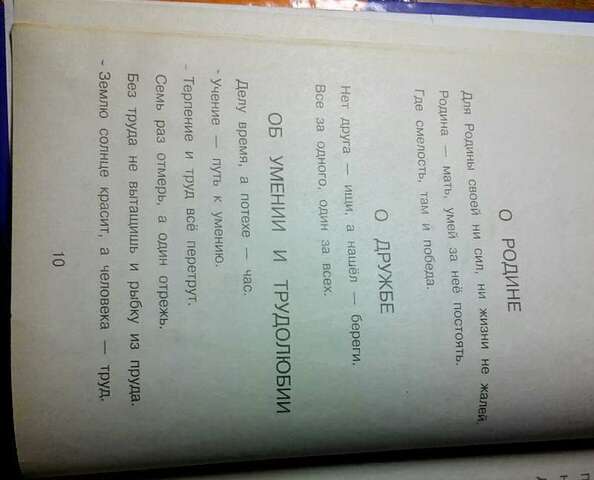 О РОДИНЕ
Для Родины своей ни сил, ни жизни не жалей.
Родина — мать, умей за неё постоять.
Где смелость, там и победа.
О ДРУЖБЕ
Нет друга — ищи, а нашёл — береги.
Все за одного, один за всех.
ОБ УМЕНИИ И ТРУДОЛЮБИИ
Делу время, а потехе — час.
- Учение — путь к умению.
- Терпение и труд всё перетрут.
Семь раз отмерь, а один отрежь.
Без труда не вытащишь и рыбку из пруда.
- Землю солнце красит, а человека — труд.
10